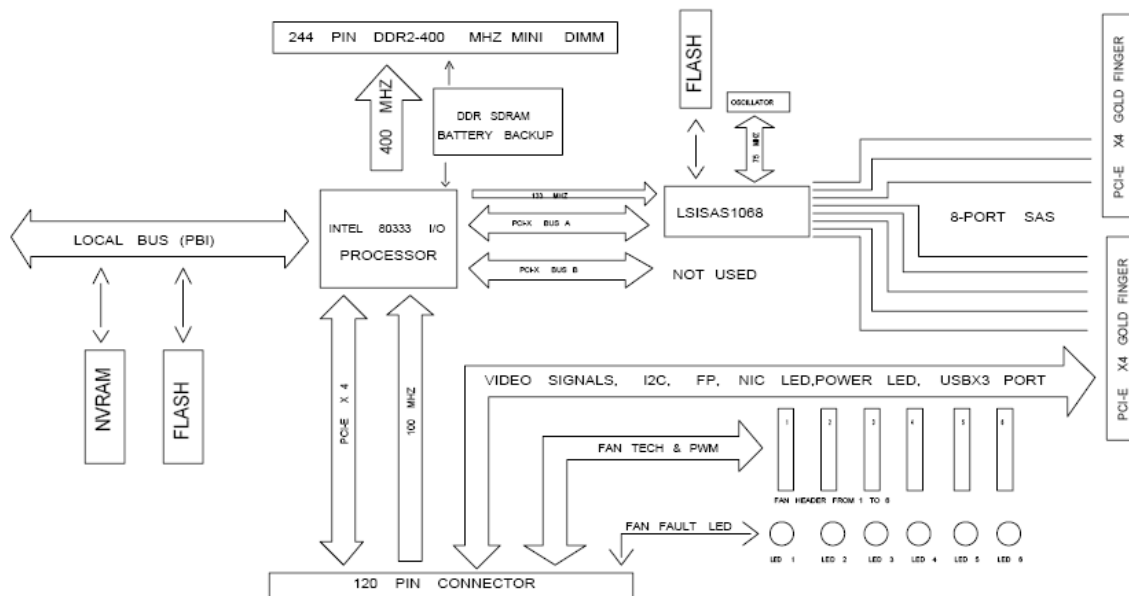 244 PIN DDR2-400 MHZ MINI DIMM
400 MHZ
DDR SDRAM
BATTERY BACKUP
FLASH
OSCILLATOR
75 MHZ
PCI-E X4 GOLD FINGER
LOCAL BUS (PBI)
INTEL 80333 I/O
PROCESSOR
133 MHZ
PCI-X BUS A
PCI-X BUS B
LSISAS1068
NOT USED
8-PORT SAS
PCI-E X4 GOLD FINGER
NVRAM
FLASH
PCI-E X 4
100 MHZ
VIDEO SIGNALS, I2C, FP, NIC LED,POWER LED, USBX3 PORT
FAN TECH & PWM
1 2 3 4 5 6
FAN HEADER FROM 1 TO 6
FAN FAULT LED
LED 1 LED 2 LED 3 LED 4 LED 5 LED 6
120 PIN CONNECTOR